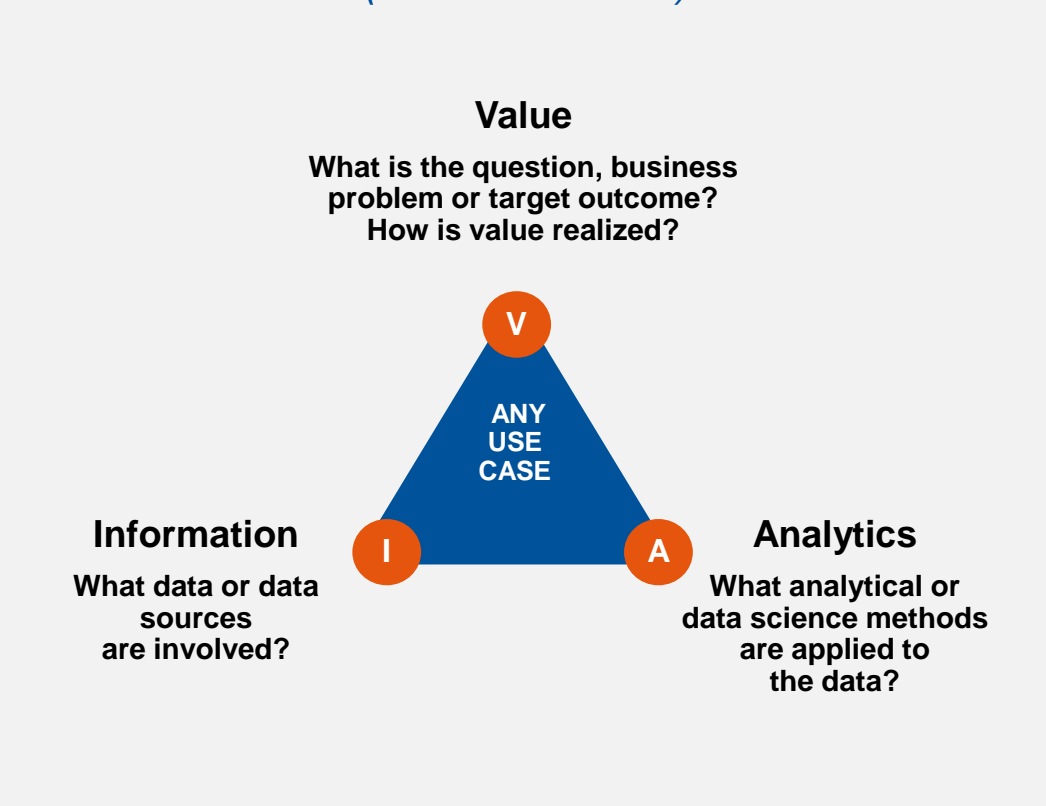 Value
What is the question, business
problem or target outcome?
How is value realized?
V
ANY
USE
CASE
Information
I
A
Analytics
What data or data
sources
are involved?
What analytical or
data science methods
are applied to
the data?